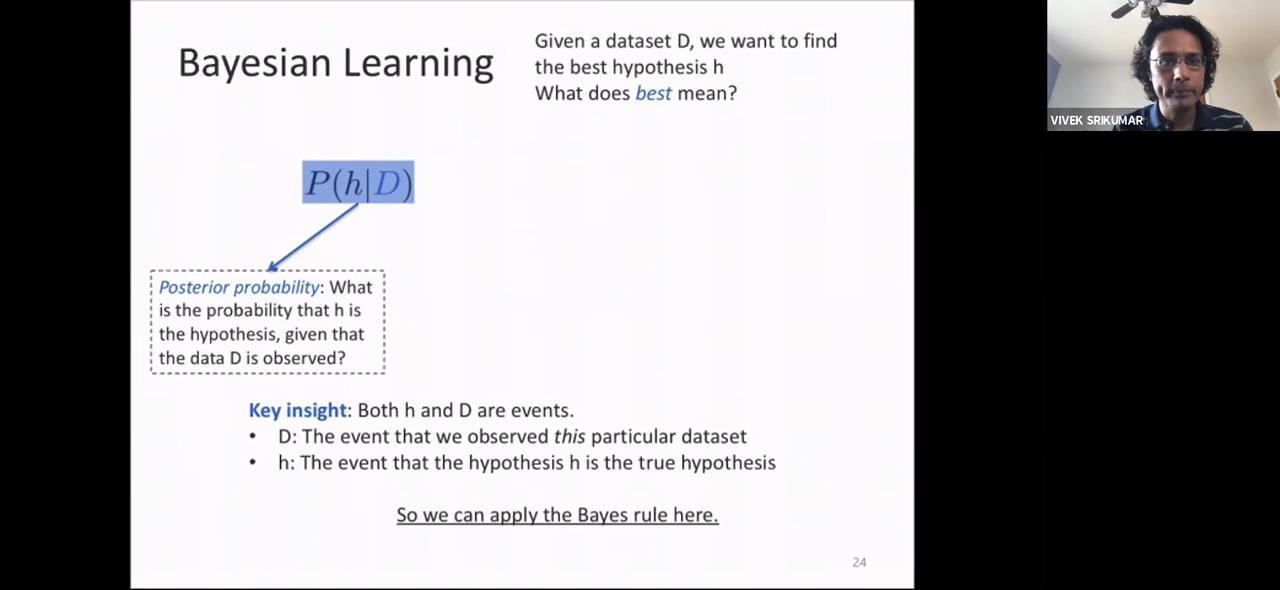 Bayesian Learning
Given a dataset D, we want to find
the best hypothesis h
What does best mean?
VIVEK SRIKUMAR
P(h|D)
Posterior probability: What
is the probability that h is
the hypothesis, given that
the data D is observed?
Key insight: Both h and D are events.
• D: The event that we observed this particular dataset
• h: The event that the hypothesis h is the true hypothesis
So we can apply the Bayes rule here.
24